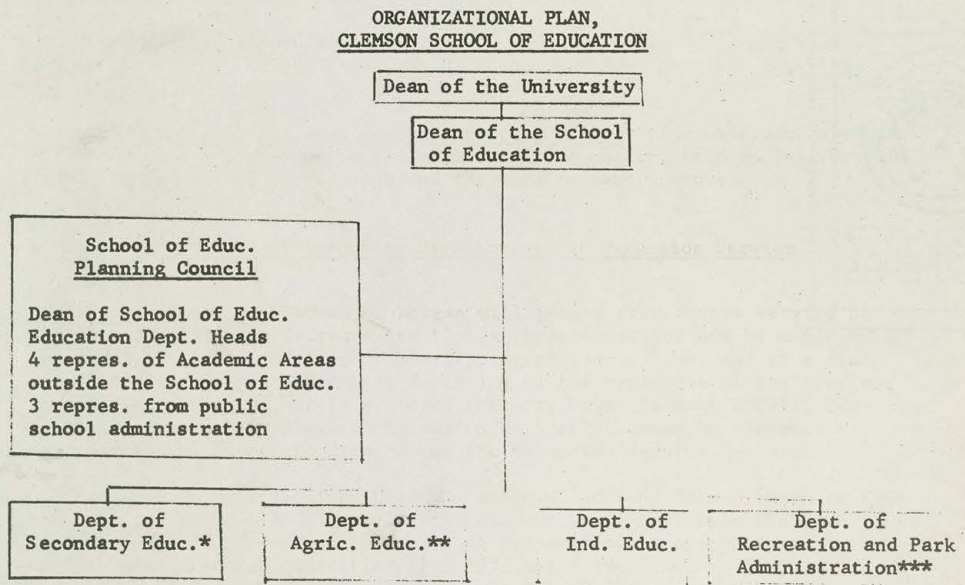 ORGANIZATIONAL PLAN,
CLEMSON SCHOOL OF EDUCATION
Dean of the University
Dean of the School
of Education
School of Educ.
Planning Council
Dean of School of Educ.
Education Dept. Heads
4 repres. of Academic Areas
outside the School of Educ.
3 repres. from public
school administration
Dept. of
Secondary Educ.*
Dept. of
Agric. Educ.**
Dept. of
Ind. Educ.
Dept. of
Recreation and Park
Administration***